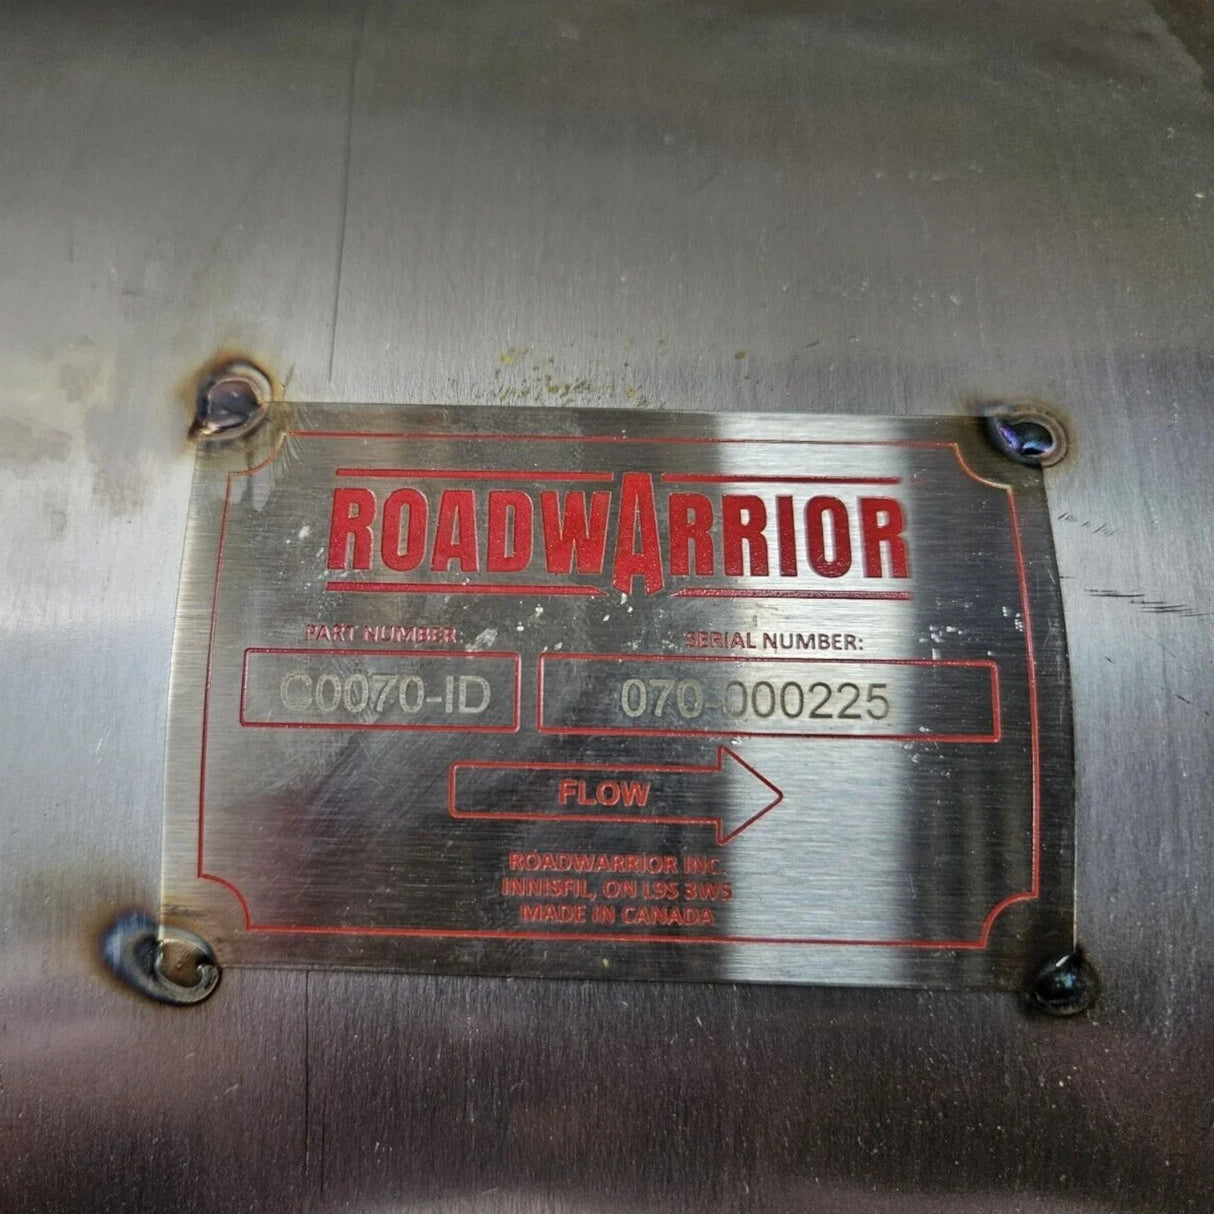 ROADWARRIOR
PART NUMBER: SERIAL NUMBER:
C0070-ID 070-000225
FLOW
ROADWARRIOR INC.
INNISFIL, ON L9S 3W5
MADE IN CANADA